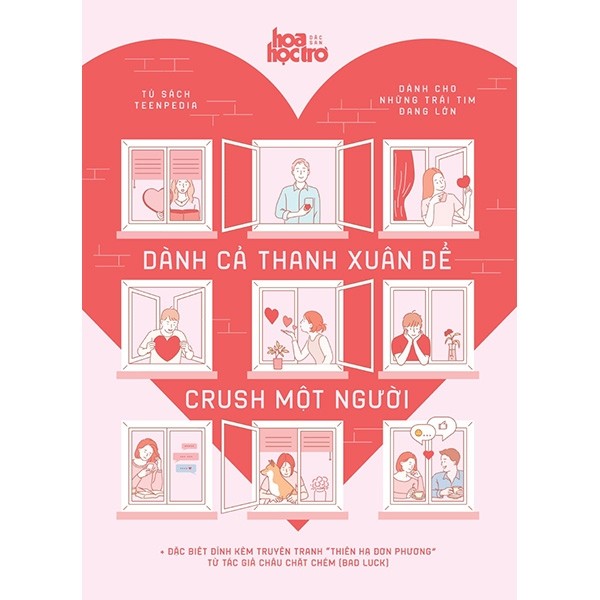 hoa
học trò
ĐẶC
SAN
TỦ SÁCH
TEENPEDIA
DÀNH CHO
NHỮNG TRÁI TIM
ĐANG LỚN
DÀNH CẢ THANH XUÂN ĐỂ
CRUSH MỘT NGƯỜI
+ ĐẶC BIỆT ĐÍNH KÈM TRUYỆN TRANH "THIÊN HẠ ĐƠN PHƯƠNG"
TỪ TÁC GIẢ CHÂU CHẶT CHÉM (BAD LUCK)